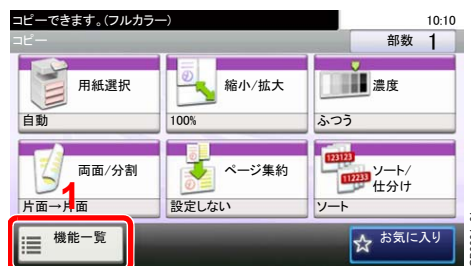 コピーできます。(フルカラー) 10:10
コピー 部数 1
用紙選択 縮小/拡大 濃度
自動 100% ふつう
123123
112233
両面/分割 ページ集約 ソート/
仕分け
片面→片面 設定しない ソート
1
機能一覧 お気に入り